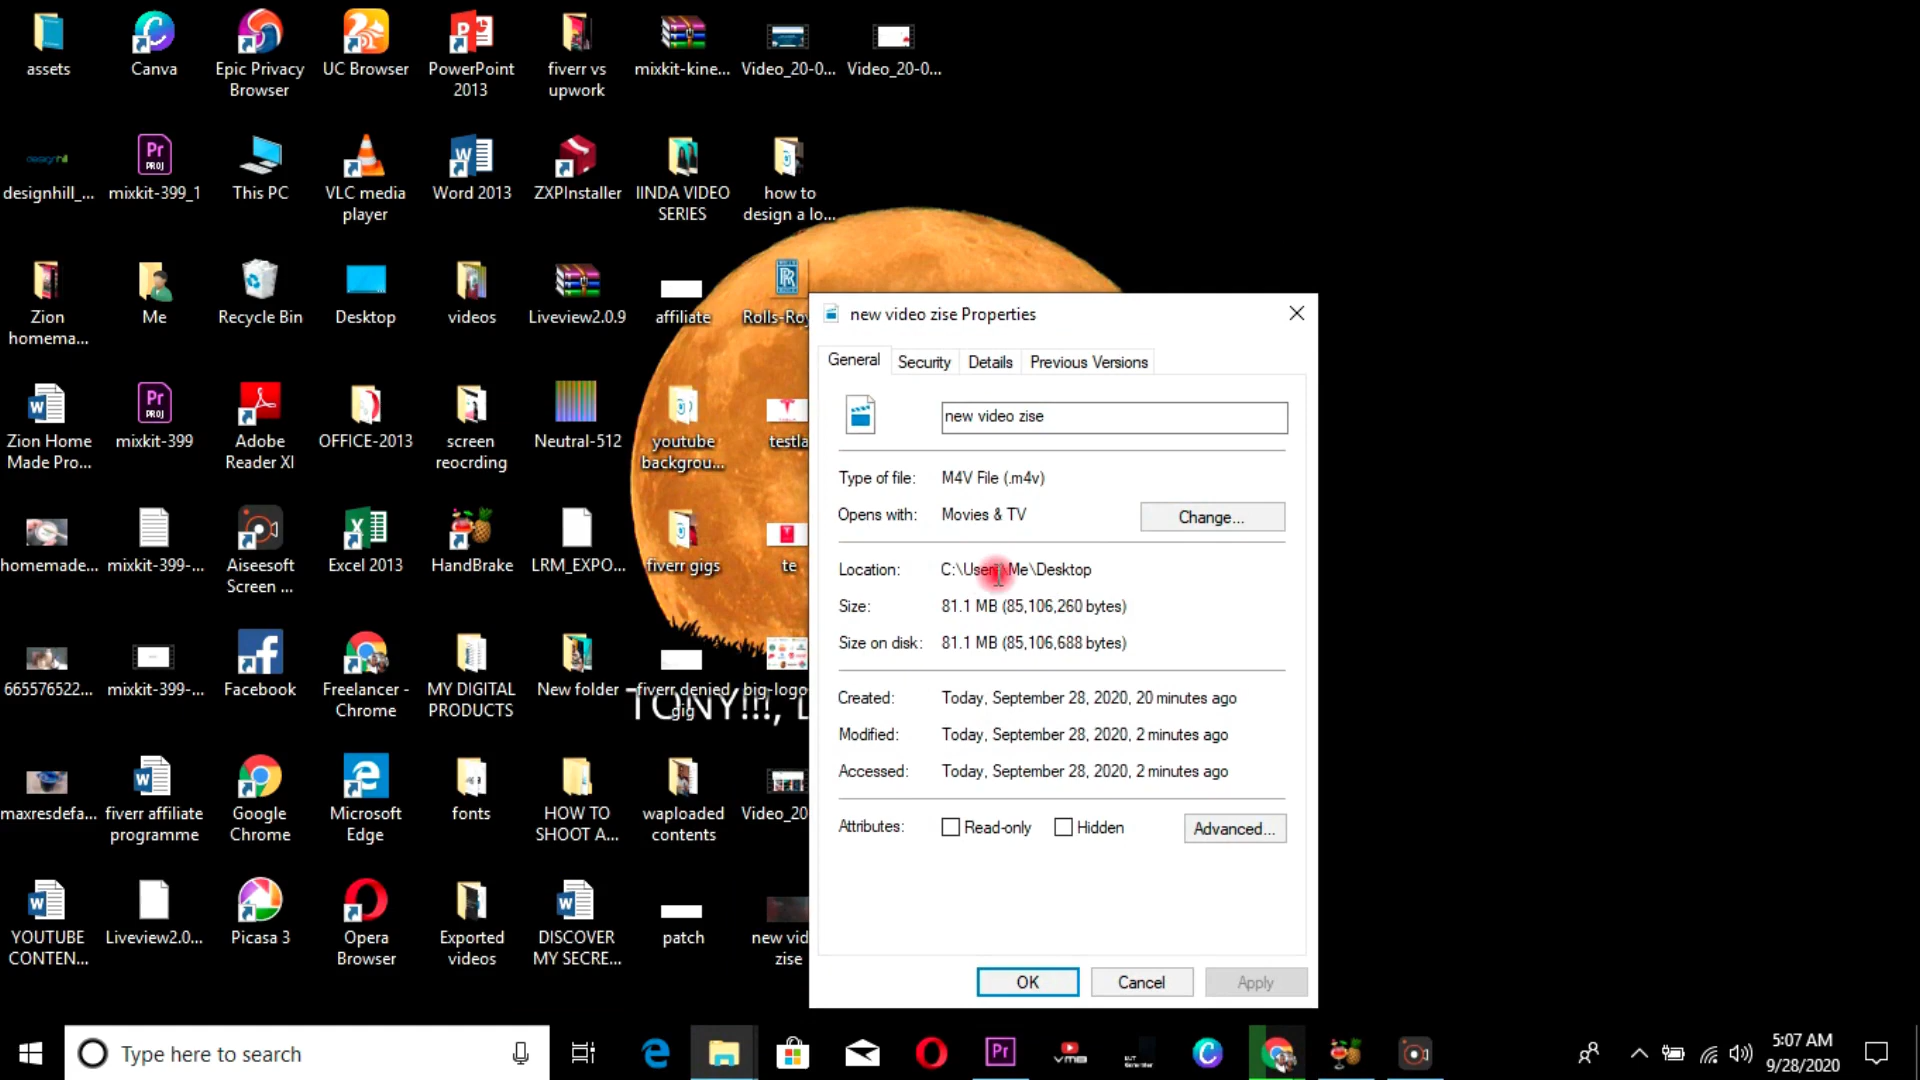 assets
Canva
Epic Privacy
Browser
UC Browser
PowerPoint
2013
fiverr vs
upwork
mixkit-kine...
Video_20-0...
Video_20-0...
designhill_...
mixkit-399_1
This PC
VLC media
player
Word 2013
ZXPInstaller
IINDA VIDEO
SERIES
how to
design a lo...
Zion
homema...
Me
Recycle Bin
Desktop
videos
Liveview2.0.9
affiliate
Rolls-Roy
Zion Home
Made Pro...
mixkit-399
Adobe
Reader XI
OFFICE-2013
screen
reocrding
Neutral-512
youtube
backgrou...
testla
homemade...
mixkit-399-...
Aiseesoft
Screen ...
Excel 2013
HandBrake
LRM_EXPO...
fiverr gigs
te
665576522...
mixkit-399-...
Facebook
Freelancer -
Chrome
MY DIGITAL
PRODUCTS
New folder
fiverr denied
gig
big-logo
TONY!!!, L
maxresdefa...
fiverr affiliate
programme
Google
Chrome
Microsoft
Edge
fonts
HOW TO
SHOOT A...
waploaded
contents
Video_20
YOUTUBE
CONTEN...
Liveview2.0...
Picasa 3
Opera
Browser
Exported
videos
DISCOVER
MY SECRE...
patch
new vid
zise
new video zise Properties
General
Security
Details
Previous Versions
new video zise
Type of file: M4V File (.m4v)
Opens with: Movies & TV
Change...
Location: C:\Users\Me\Desktop
Size: 81.1 MB (85,106,260 bytes)
Size on disk: 81.1 MB (85,106,688 bytes)
Created: Today, September 28, 2020, 20 minutes ago
Modified: Today, September 28, 2020, 2 minutes ago
Accessed: Today, September 28, 2020, 2 minutes ago
Attributes: Read-only Hidden Advanced...
OK Cancel Apply
Type here to search
5:07 AM
9/28/2020